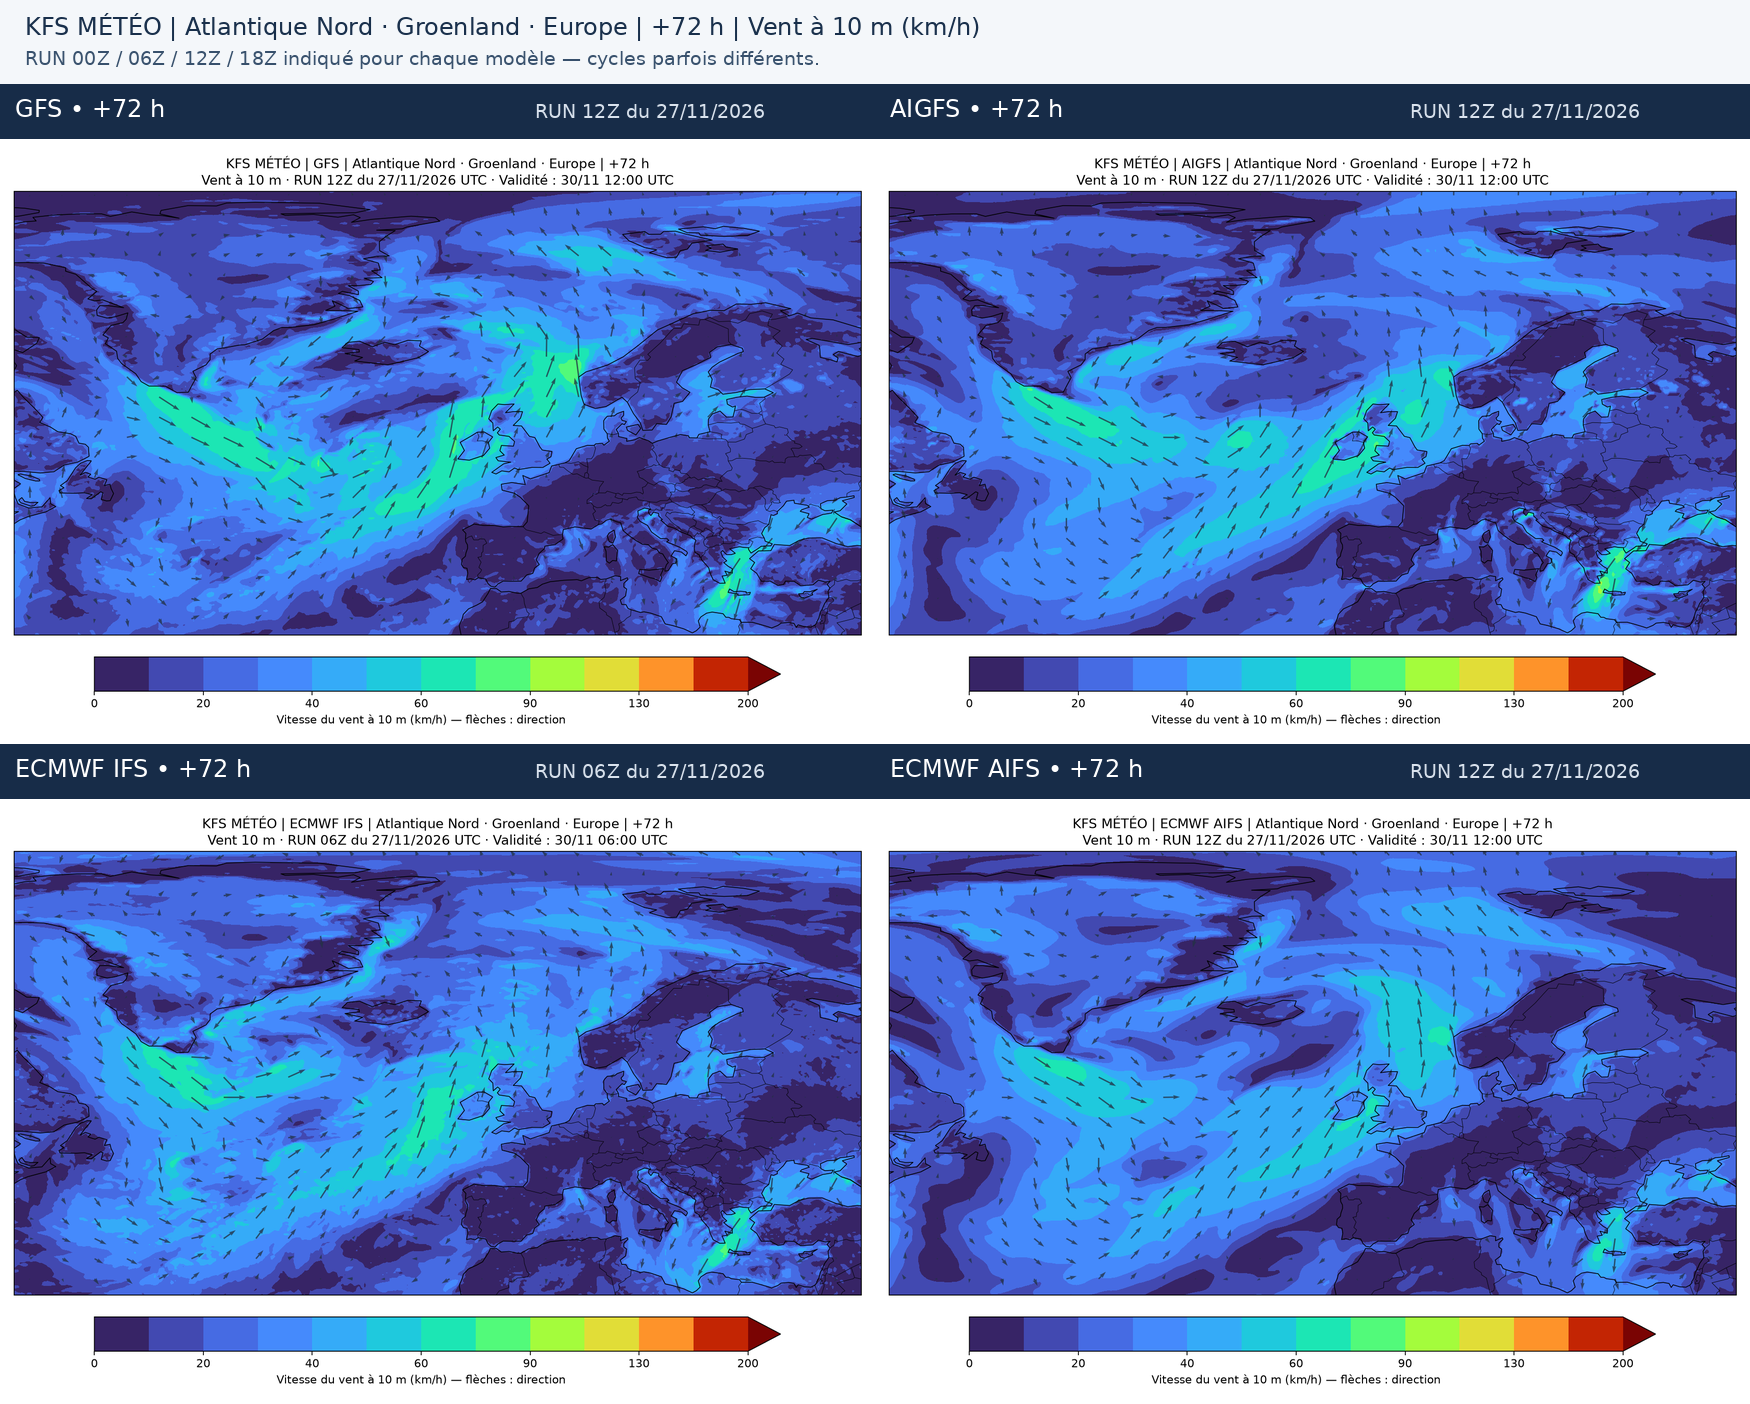 KFS MÉTÉO | Atlantique Nord · Groenland · Europe | +72 h | Vent à 10 m (km/h)
RUN 00Z / 06Z / 12Z / 18Z indiqué pour chaque modèle — cycles parfois différents.
GFS • +72 h
RUN 12Z du 27/11/2026
KFS MÉTÉO | GFS | Atlantique Nord · Groenland · Europe | +72 h
Vent à 10 m · RUN 12Z du 27/11/2026 UTC · Validité : 30/11 12:00 UTC
0 20 40 60 90 130 200
Vitesse du vent à 10 m (km/h) — flèches : direction
AIGFS • +72 h
RUN 12Z du 27/11/2026
KFS MÉTÉO | AIGFS | Atlantique Nord · Groenland · Europe | +72 h
Vent à 10 m · RUN 12Z du 27/11/2026 UTC · Validité : 30/11 12:00 UTC
0 20 40 60 90 130 200
Vitesse du vent à 10 m (km/h) — flèches : direction
ECMWF IFS • +72 h
RUN 06Z du 27/11/2026
KFS MÉTÉO | ECMWF IFS | Atlantique Nord · Groenland · Europe | +72 h
Vent 10 m · RUN 06Z du 27/11/2026 UTC · Validité : 30/11 06:00 UTC
0 20 40 60 90 130 200
Vitesse du vent à 10 m (km/h) — flèches : direction
ECMWF AIFS • +72 h
RUN 12Z du 27/11/2026
KFS MÉTÉO | ECMWF AIFS | Atlantique Nord · Groenland · Europe | +72 h
Vent 10 m · RUN 12Z du 27/11/2026 UTC · Validité : 30/11 12:00 UTC
0 20 40 60 90 130 200
Vitesse du vent à 10 m (km/h) — flèches : direction